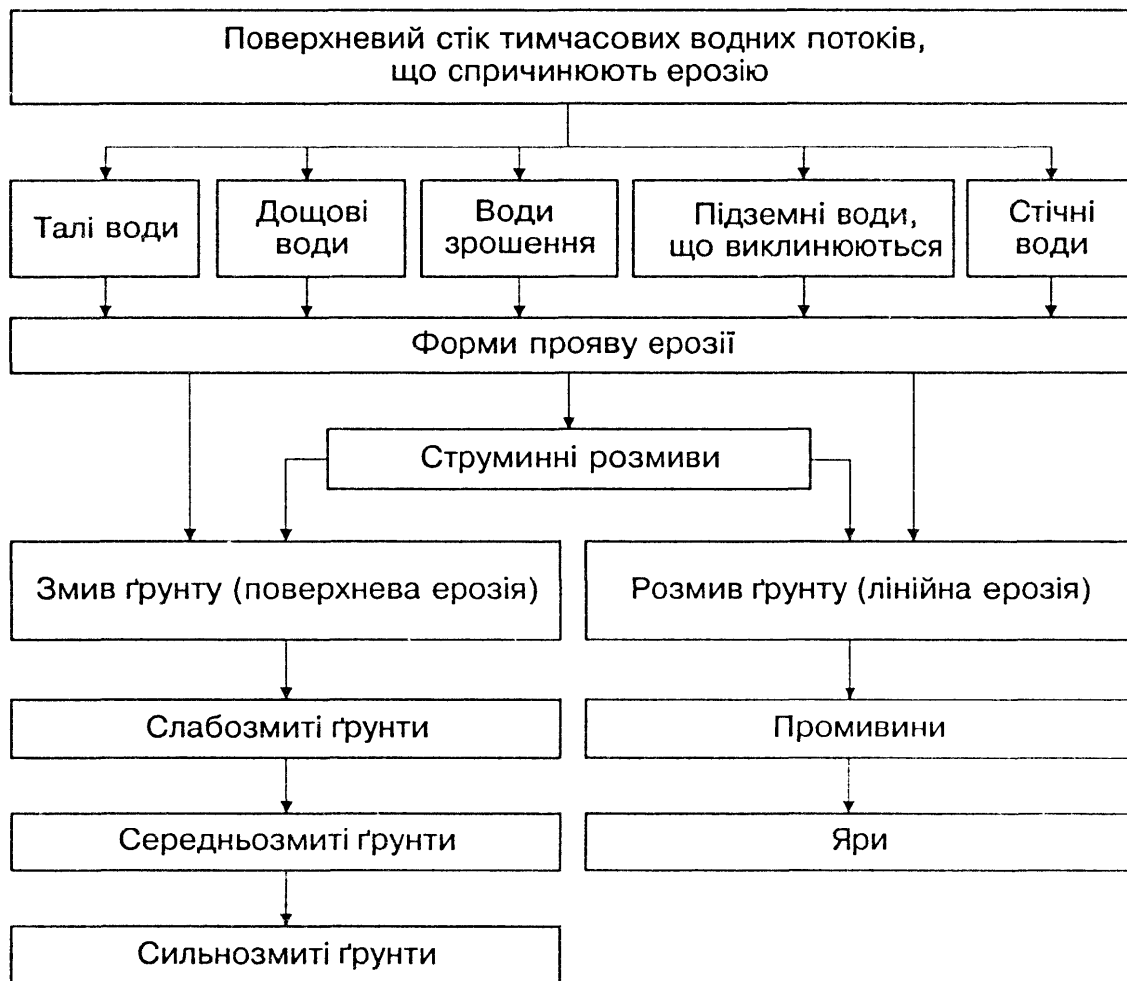 Поверхневий стік тимчасових водних потоків,
що спричинюють ерозію
Талі води
Дощові
води
Води
зрошення
Підземні води,
що виклинюються
Стічні
води
Форми прояву ерозії
Струминні розмиви
Змив ґрунту (поверхнева ерозія)
Розмив ґрунту (лінійна ерозія)
Слабозмиті ґрунти
Промивини
Середньозмиті ґрунти
Яри
Сильнозмиті ґрунти